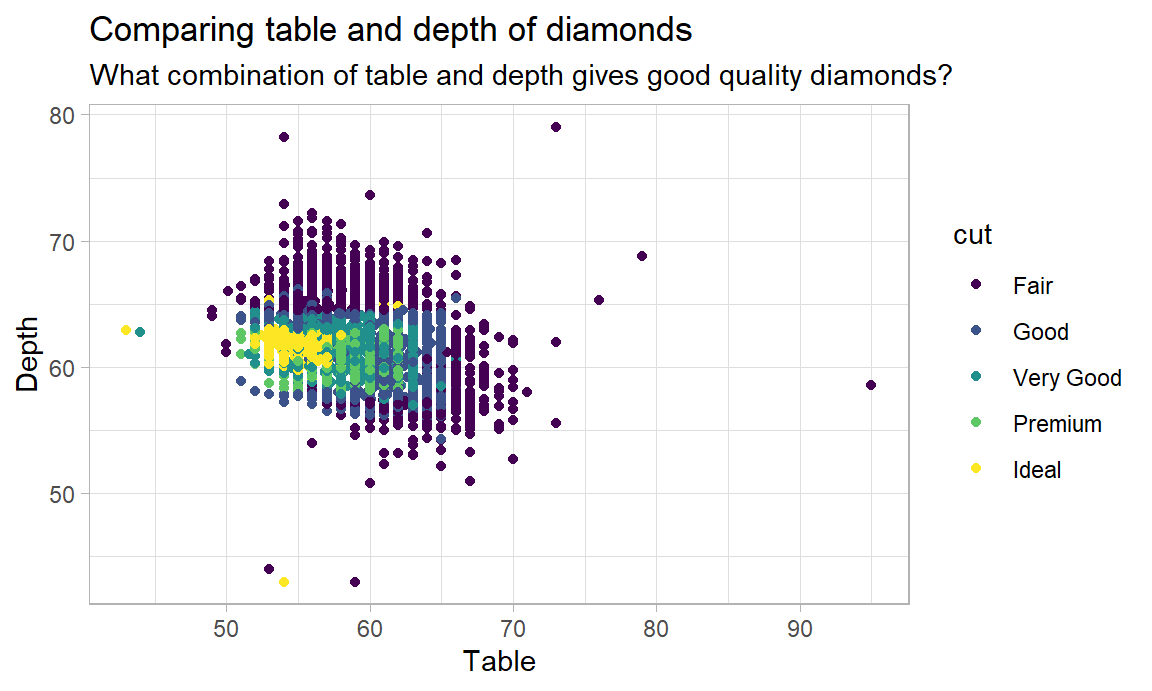 Comparing table and depth of diamonds
What combination of table and depth gives good quality diamonds?
80
70
60
50
Depth
50 60 70 80 90
Table
cut
Fair
Good
Very Good
Premium
Ideal